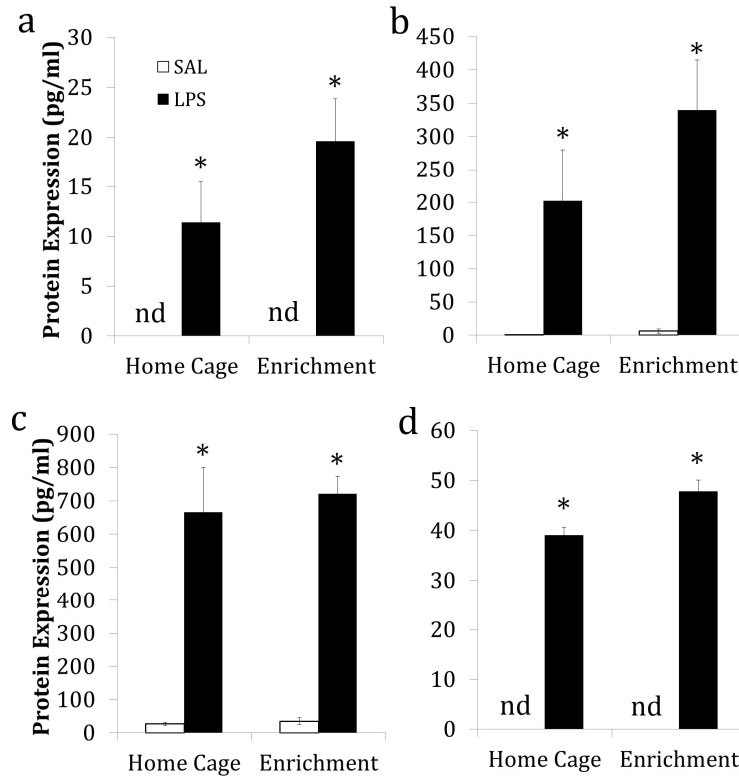 a
Protein Expression (pg/ml)
30
25
20
15
10
5
0
SAL
LPS
*
*
nd
nd
Home Cage
Enrichment
b
450
400
350
300
250
200
150
100
50
0
*
*
Home Cage
Enrichment
c
Protein Expression (pg/ml)
900
800
700
600
500
400
300
200
100
0
*
*
Home Cage
Enrichment
d
60
50
40
30
20
10
0
*
*
nd
nd
Home Cage
Enrichment